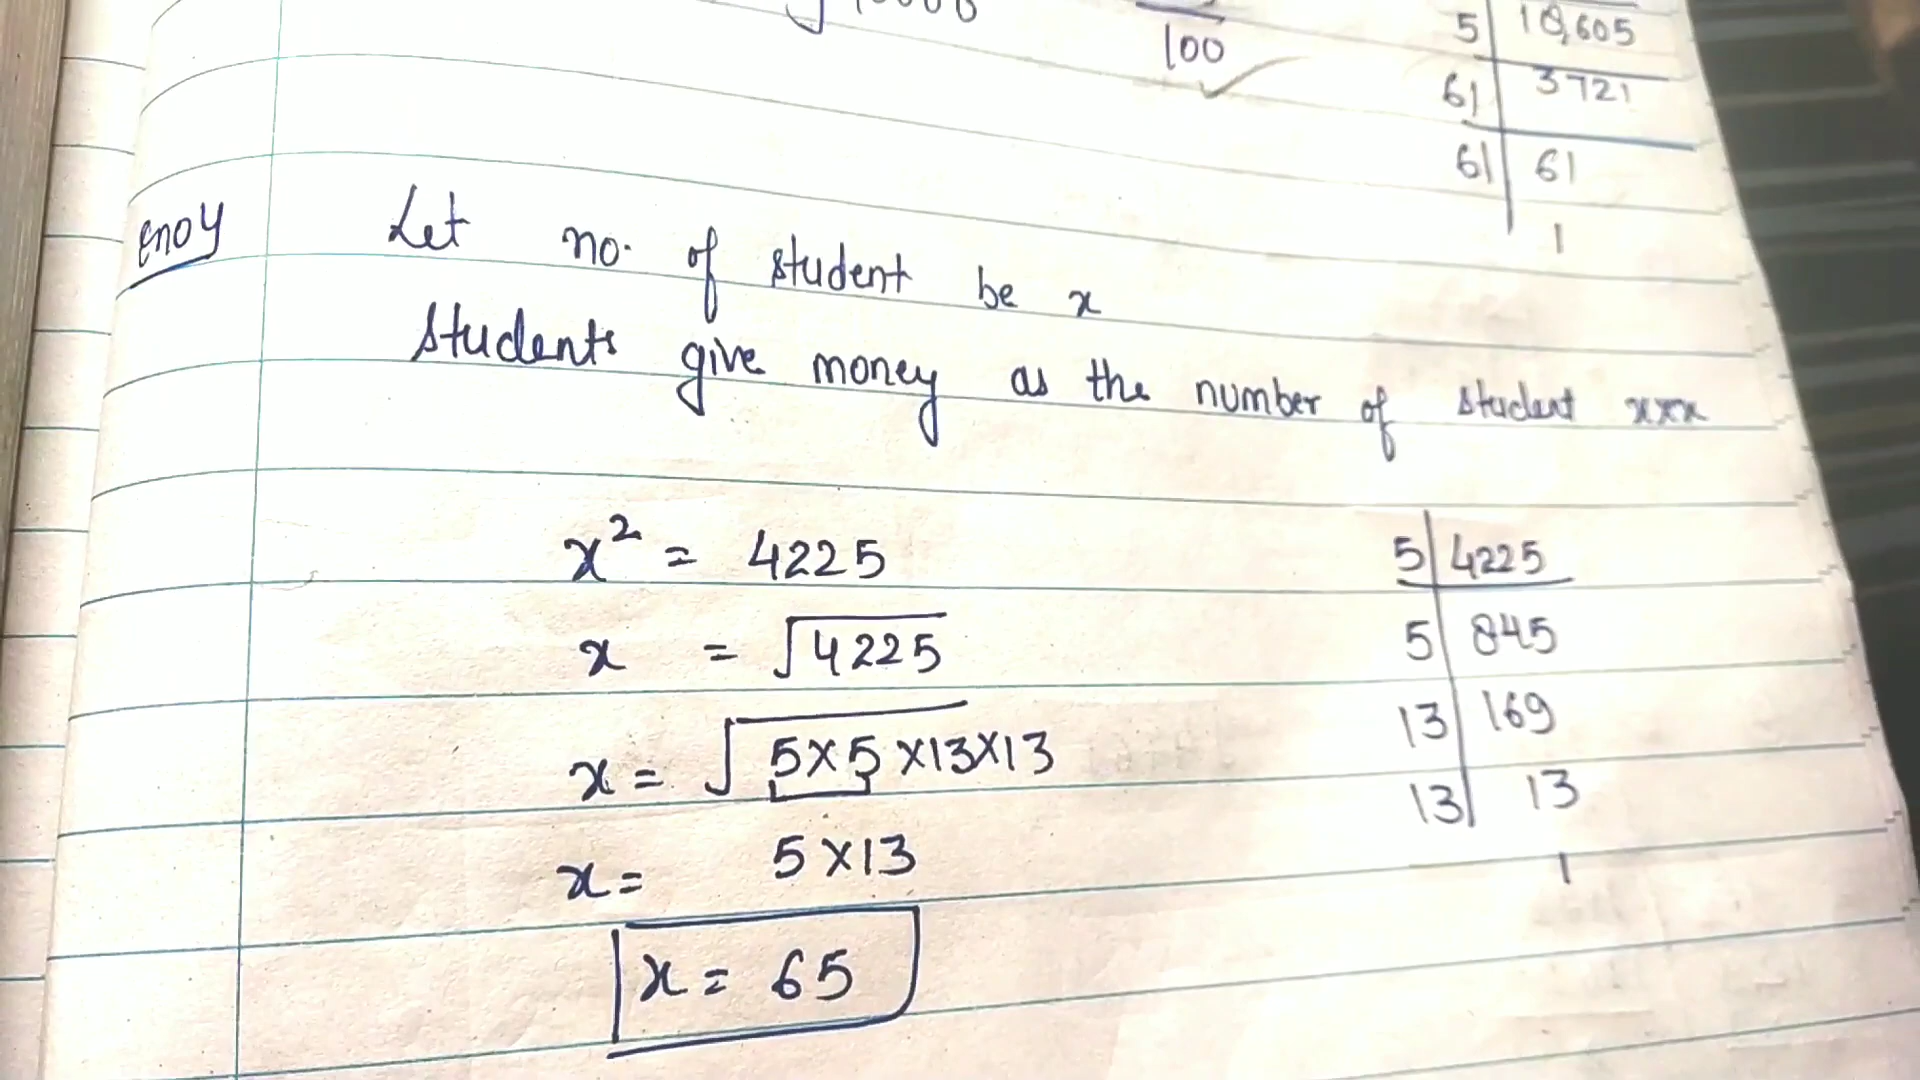 100
5 18,605
61 3721
61 61
1
Let no. of student be x
Students give money as the number of student x×x
x² = 4225
x = √4225
x = √5×5×13×13
x = 5×13
x = 65
5 4225
5 845
13 169
13 13
1